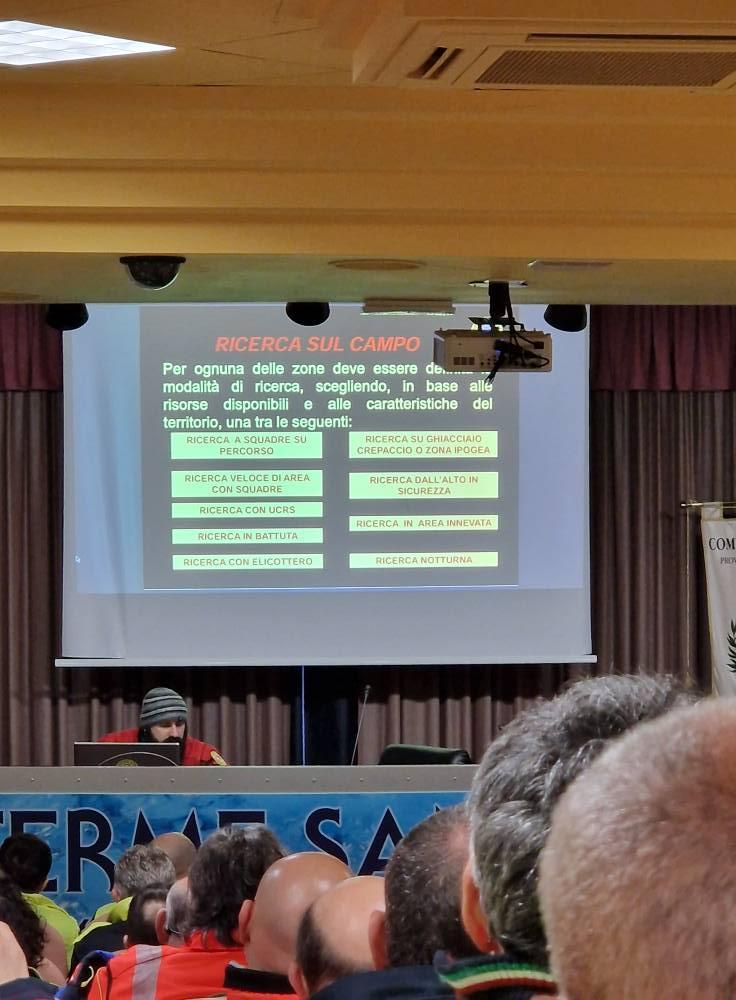 RICERCA SUL CAMPO
Per ognuna delle zone deve essere
modalità di ricerca, scegliendo, in base alle
risorse disponibili e alle caratteristiche del
territorio, una tra le seguenti:
RICERCA A SQUADRE SU
PERCORSO
RICERCA VELOCE DI AREA
CON SQUADRE
RICERCA CON UCRS
RICERCA IN BATTUTA
RICERCA CON ELICOTTERO
RICERCA SU GHIACCIAIO
CREPACCIO O ZONA IPOGEA
RICERCA DALL'ALTO IN
SICUREZZA
RICERCA IN AREA INNEVATA
RICERCA NOTTURNA
COM
PROV
TERME SA